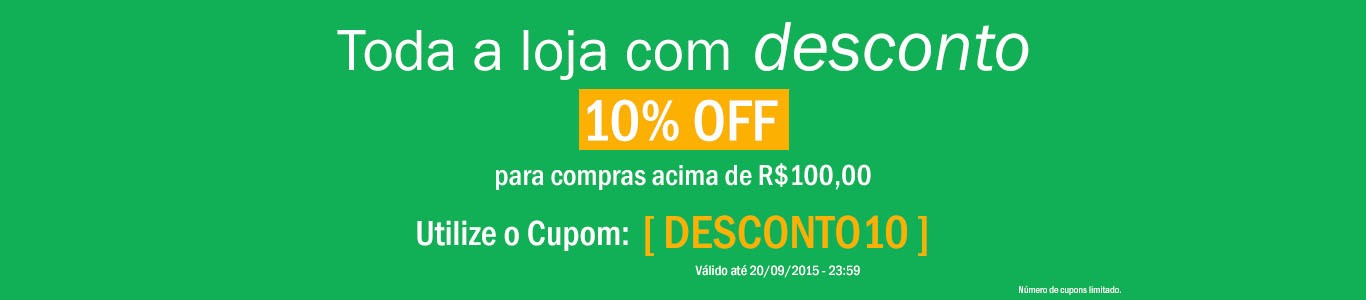 Toda a loja com desconto
10% OFF
para compras acima de R$100,00
Utilize o Cupom: [ DESCONTO10 ]
Válido até 20/09/2015 - 23:59
Número de cupons limitado.